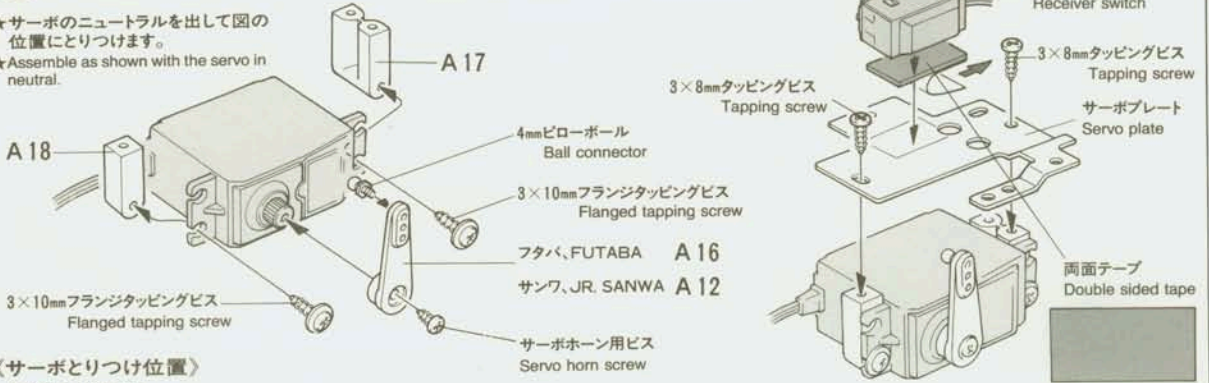 ★サーボのニュートラルを出して図の
位置にとりつけます。
★Assemble as shown with the servo in
neutral.
A 17
A 18
4mmピローボール
Ball connector
3×10mmフランジタッピングビス
Flanged tapping screw
フタバ、FUTABA A 16
サンワ、JR. SANWA A 12
3×10mmフランジタッピングビス
Flanged tapping screw
サーボホーン用ビス
Servo horn screw
《サーボとりつけ位置》
Receiver switch
3×8mmタッピングビス
Tapping screw
3×8mmタッピングビス
Tapping screw
サーボプレート
Servo plate
両面テープ
Double sided tape